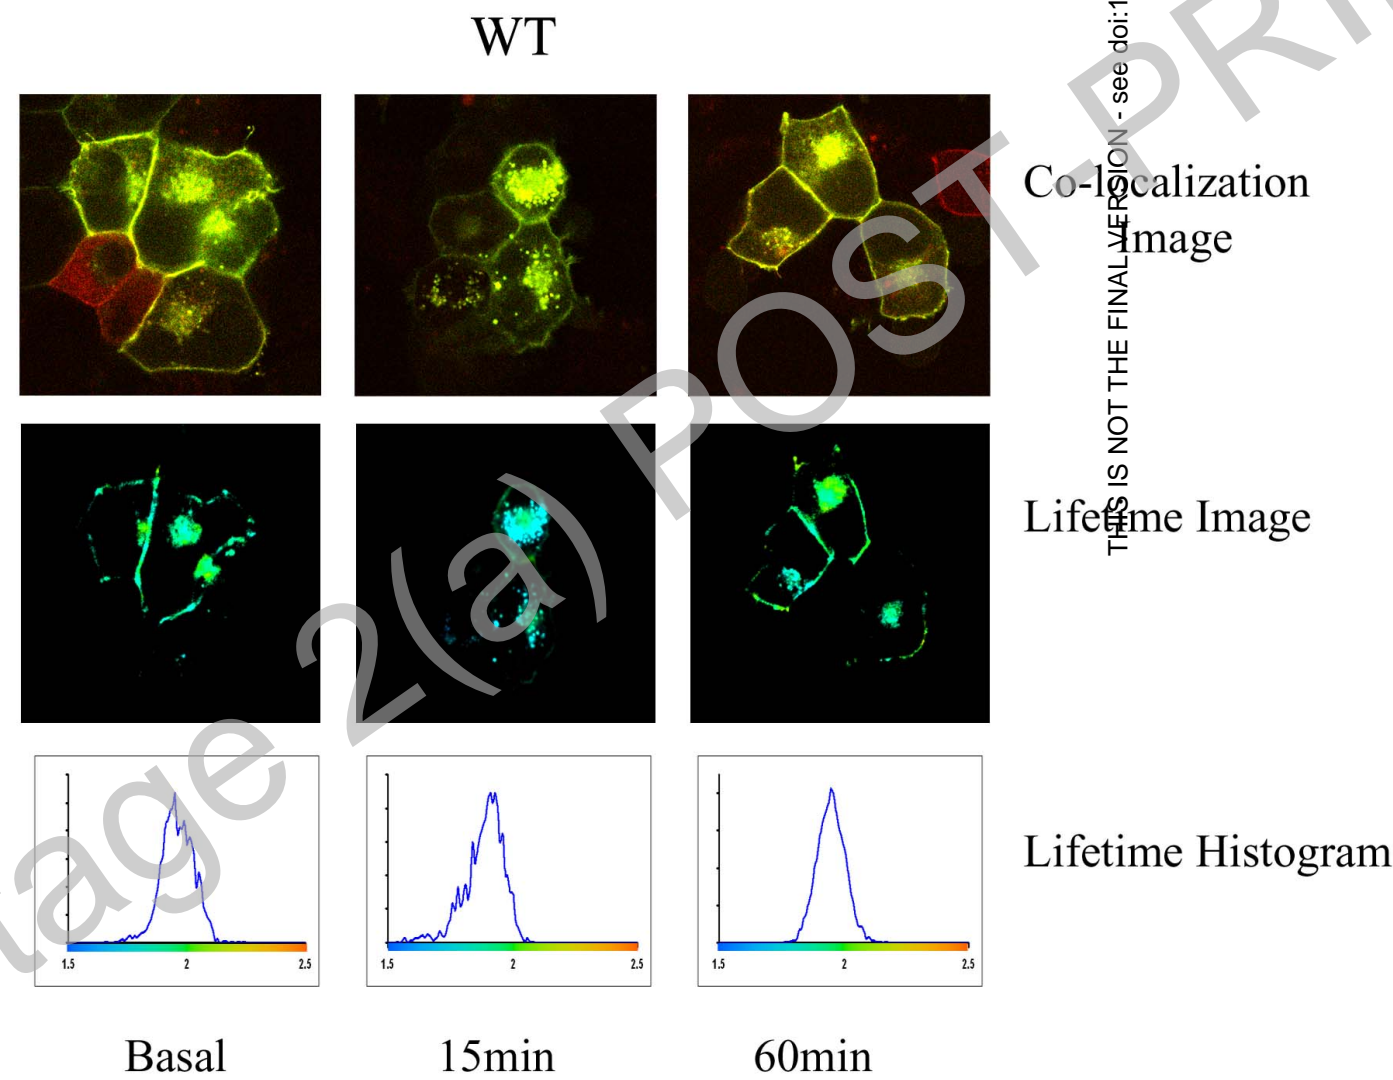 WT
Co-localization
Image
Lifetime Image
Lifetime Histogram
1.5 2 2.5
1.5 2 2.5
1.5 2 2.5
Basal 15min 60min
THIS IS NOT THE FINAL VERSION - see doi:1
tage 2(a) POST-PRI